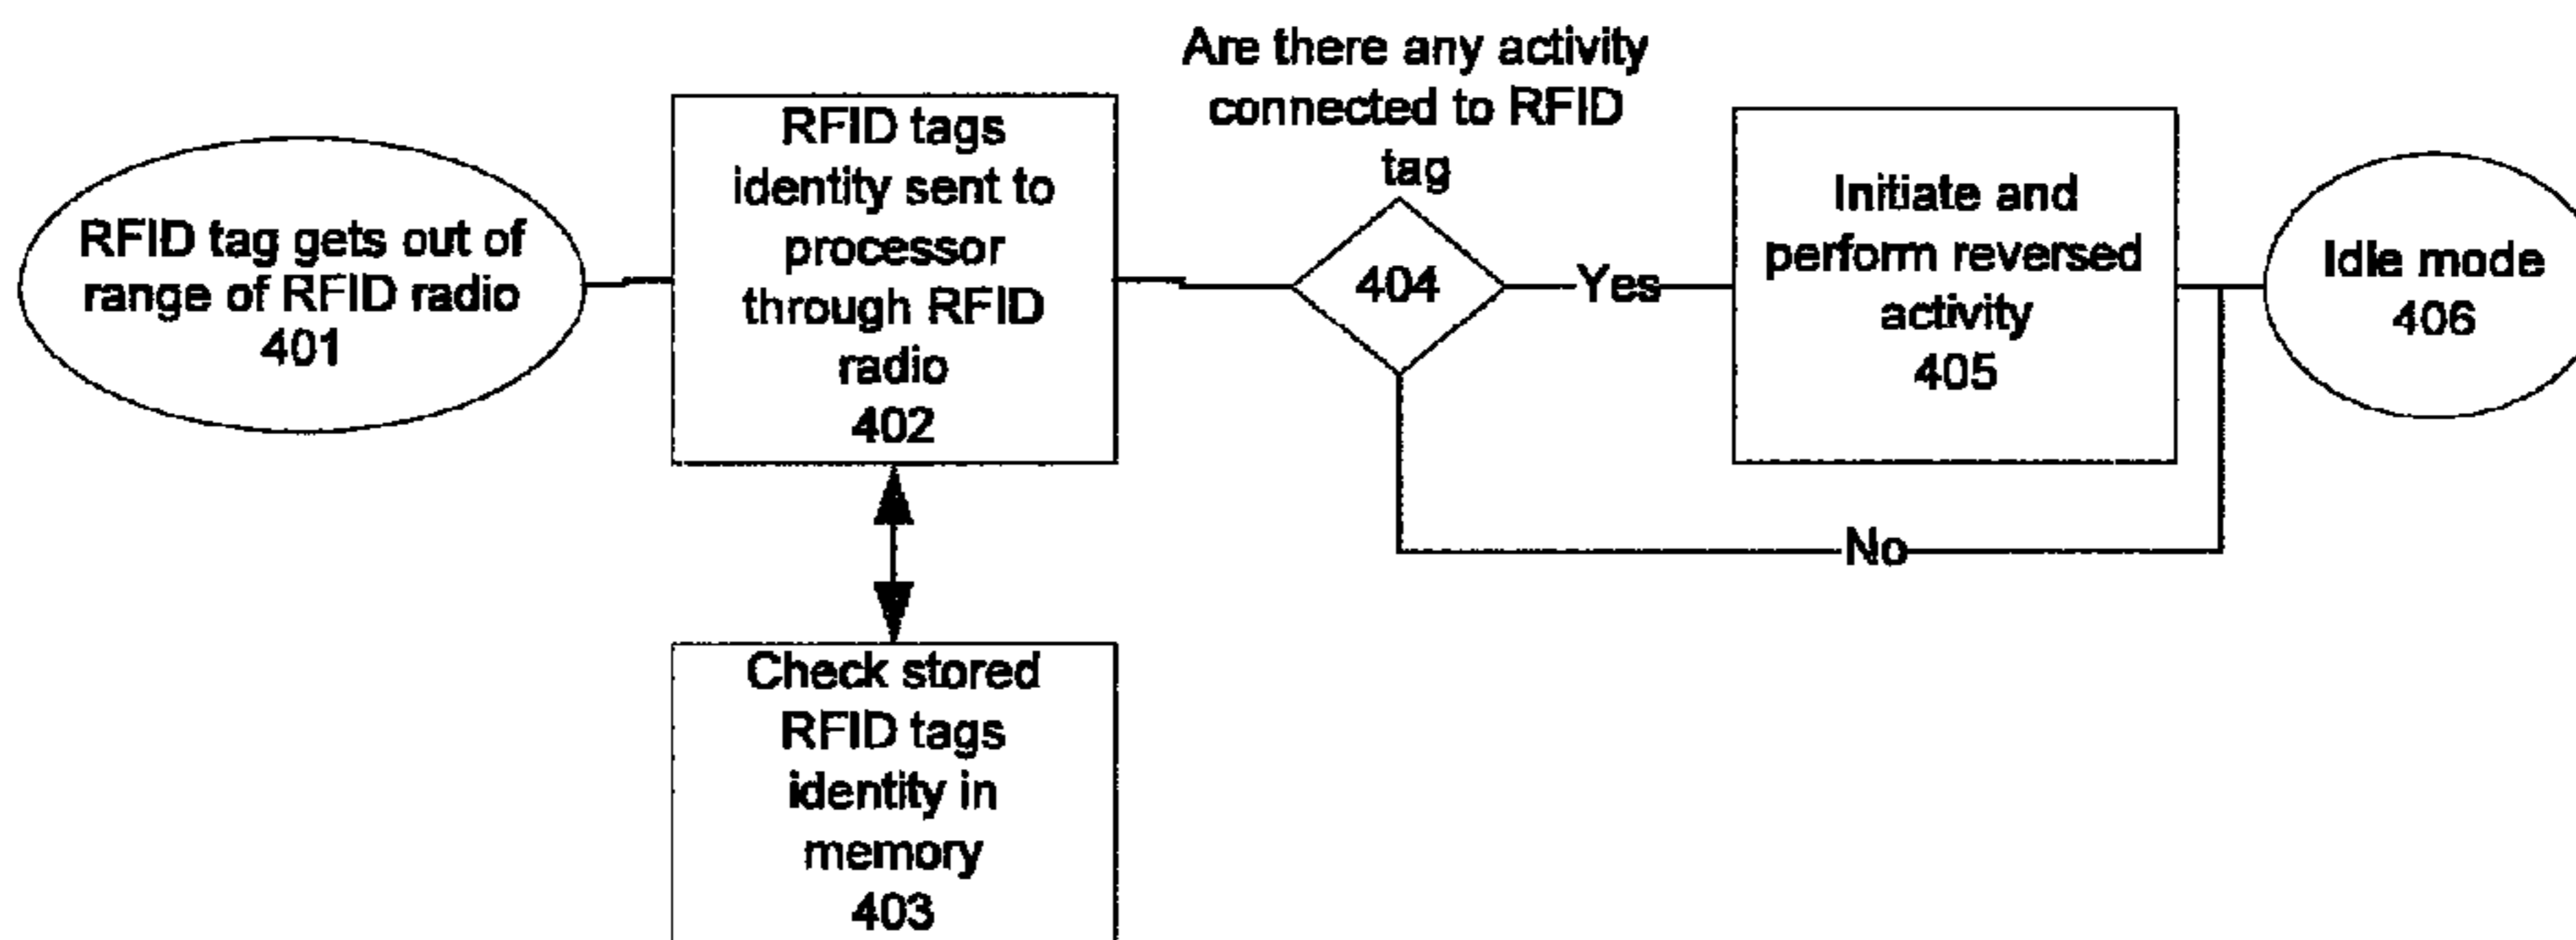 RFID tag gets out of
range of RFID radio
401
RFID tags
identity sent to
processor
through RFID
radio
402
Check stored
RFID tags
identity in
memory
403
Are there any activity
connected to RFID
tag
404
Yes
No
Initiate and
perform reversed
activity
405
Idle mode
406